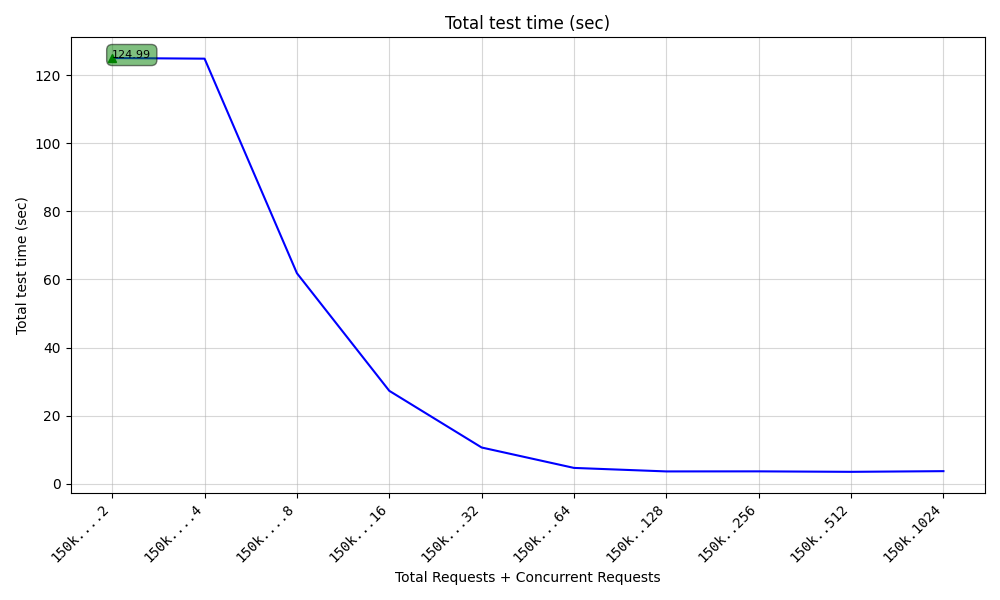 Total test time (sec)
124.99
Total test time (sec)
120
100
80
60
40
20
0
150k....2
150k....4
150k....8
150k...16
150k...32
150k...64
150k..128
150k..256
150k..512
150k.1024
Total Requests + Concurrent Requests